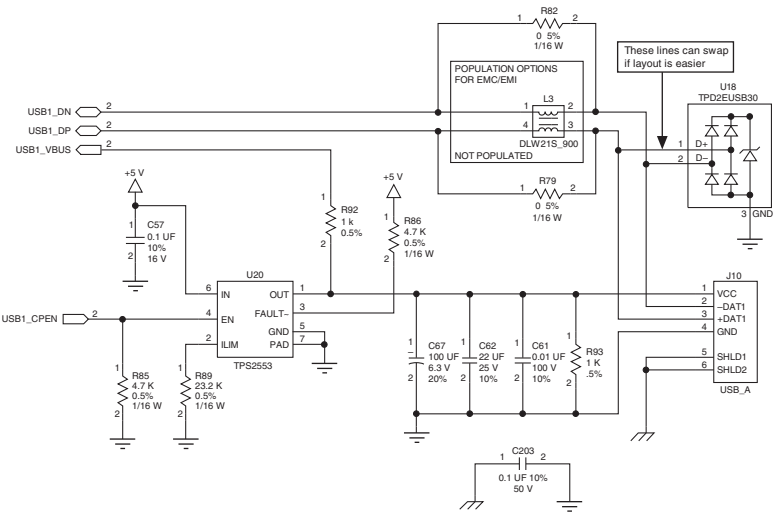 R82
1 2
0 5%
1/16 W
These lines can swap
if layout is easier
POPULATION OPTIONS
FOR EMC/EMI
U18
TPD2EUSB30
L3
USB1_DN 2
1 2
USB1_DP 2
4 3
DLW21S_900
USB1_VBUS 2
NOT POPULATED
1 D+
2 D−
3 GND
+5 V
+5 V
R79
1 2
0 5%
1/16 W
1
C57
0.1 UF
10%
16 V
2
1
R92
1 k
0.5%
2
1
R86
4.7 K
0.5%
1/16 W
2
U20
6 IN
OUT 1
FAULT− 3
USB1_CPEN 2
4 EN
GND 5
2 ILIM
PAD 7
TPS2553
J10
1 VCC
2 −DAT1
3 +DAT1
4 GND
5 SHLD1
6 SHLD2
USB_A
1
R85
4.7 K
0.5%
1/16 W
2
1
R89
23.2 K
0.5%
1/16 W
2
1
−
C67
100 UF
6.3 V
20%
2
1
C62
22 UF
25 V
10%
2
1
C61
0.01 UF
100 V
10%
2
1
R93
1 K
.5%
2
C203
1 2
0.1 UF 10%
50 V